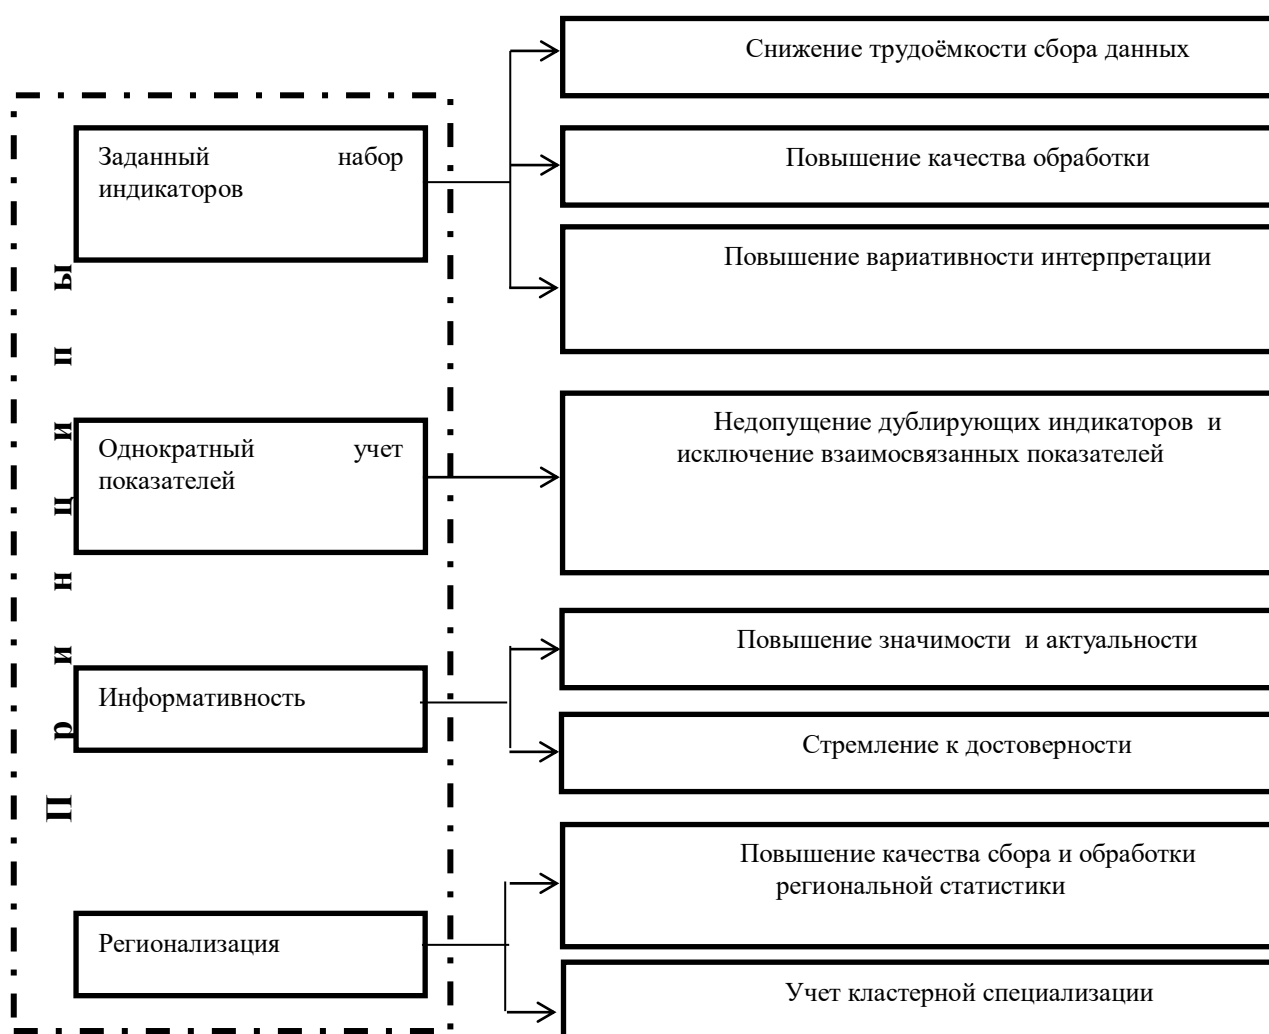 Принципы
Заданный набор
индикаторов
Снижение трудоёмкости сбора данных
Повышение качества обработки
Повышение вариативности интерпретации
Однократный учет
показателей
Недопущение дублирующих индикаторов и
исключение взаимосвязанных показателей
Информативность
Повышение значимости и актуальности
Стремление к достоверности
Регионализация
Повышение качества сбора и обработки
региональной статистики
Учет кластерной специализации